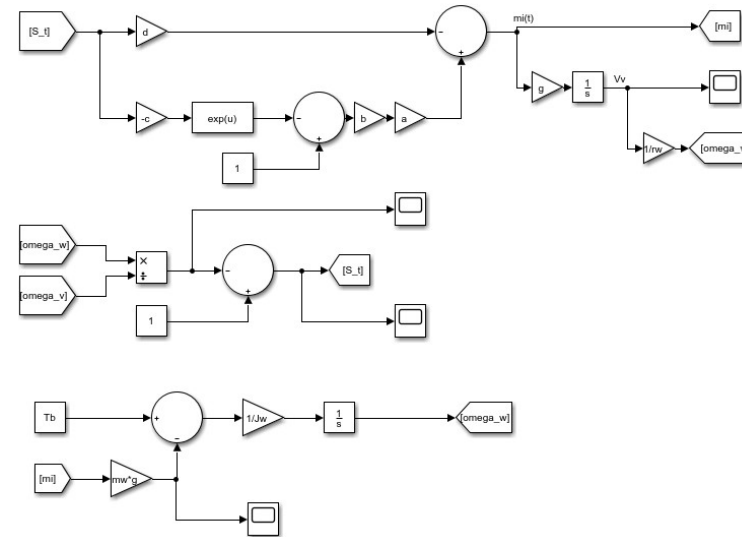 [S_t]
d
mi(t)
[mi]
g
1
s
Vv
-c
exp(u)
b
a
1
1/rw
[omega_v
[omega_w]
[omega_v]
1
[S_t]
Tb
1/Jw
1
s
[omega_w]
[mi]
mw*g